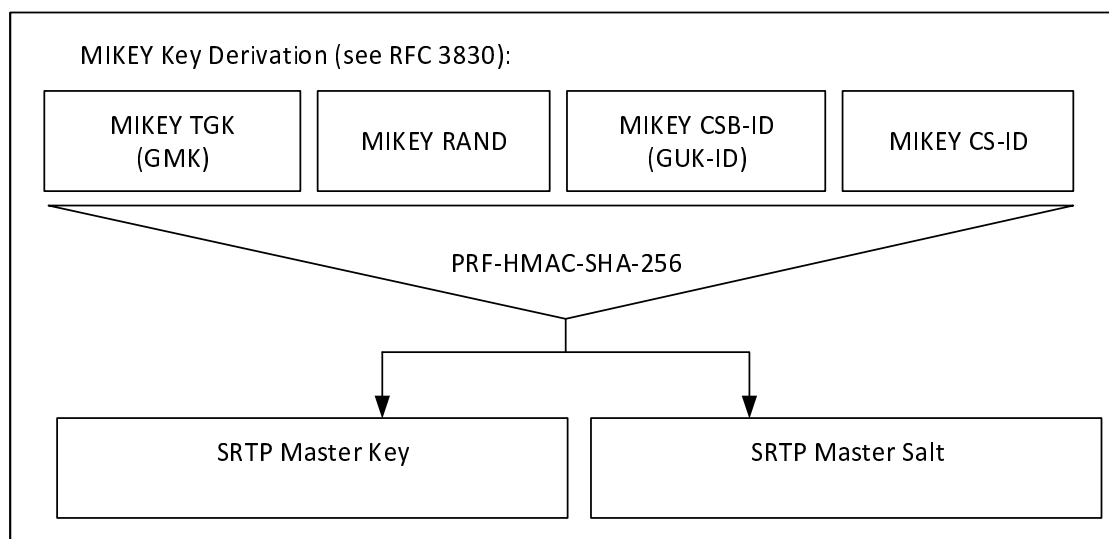 MIKEY Key Derivation (see RFC 3830):
MIKEY TGK
(GMK)
MIKEY RAND
MIKEY CSB-ID
(GUK-ID)
MIKEY CS-ID
PRF-HMAC-SHA-256
SRTP Master Key
SRTP Master Salt